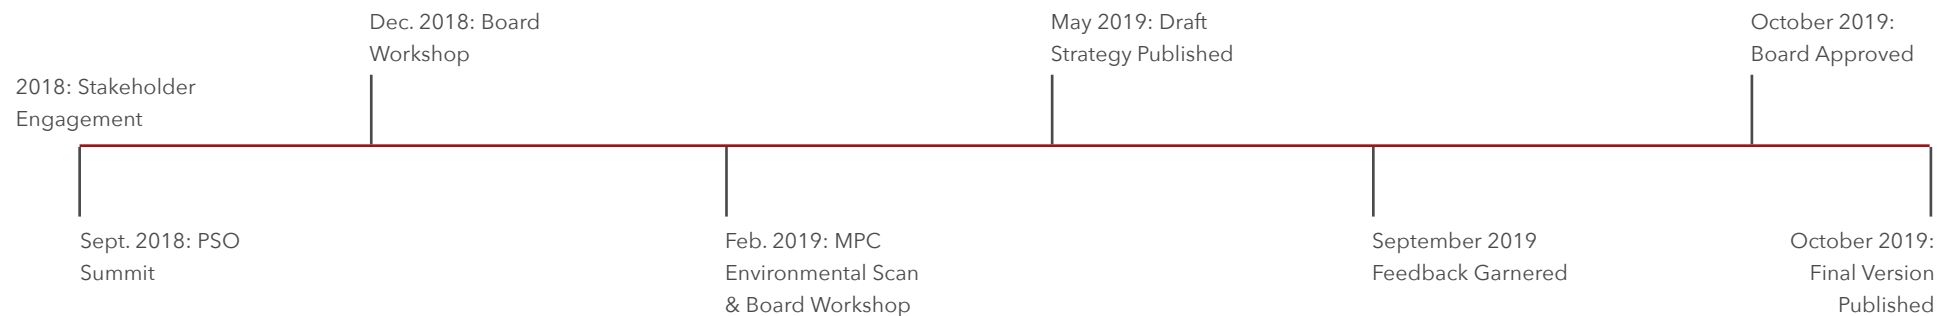 2018: Stakeholder
Engagement
Sept. 2018: PSO
Summit
Dec. 2018: Board
Workshop
Feb. 2019: MPC
Environmental Scan
& Board Workshop
May 2019: Draft
Strategy Published
September 2019
Feedback Garnered
October 2019:
Board Approved
October 2019:
Final Version
Published